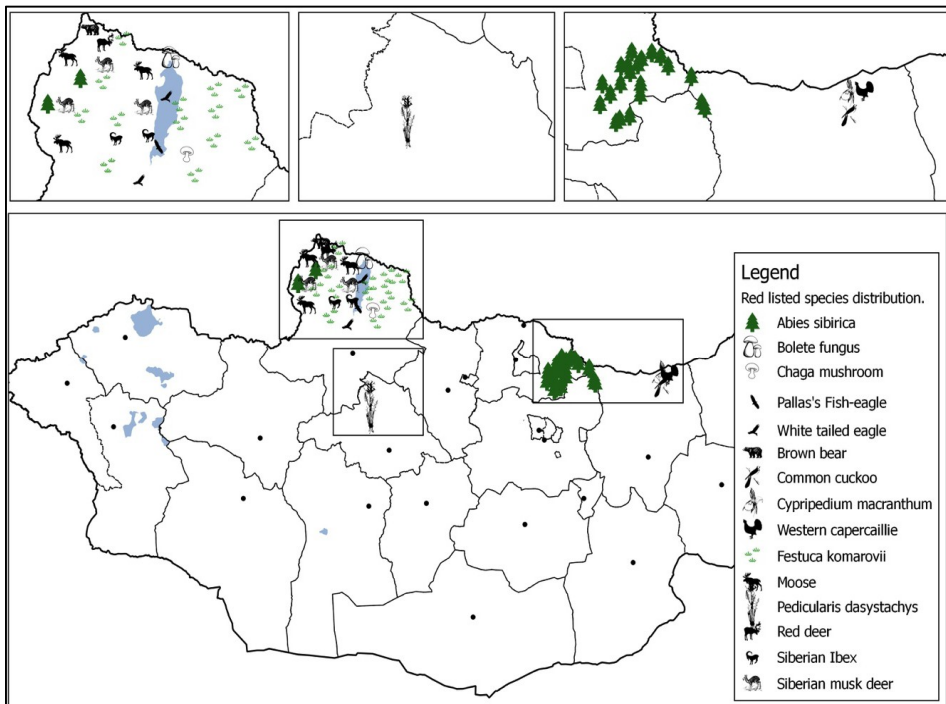 Legend
Red listed species distribution.
Abies sibirica
Bolete fungus
Chaga mushroom
Pallas's Fish-eagle
White tailed eagle
Brown bear
Common cuckoo
Cypripedium macranthum
Western capercaillie
Festuca komarovii
Moose
Pedicularis dasystachys
Red deer
Siberian Ibex
Siberian musk deer